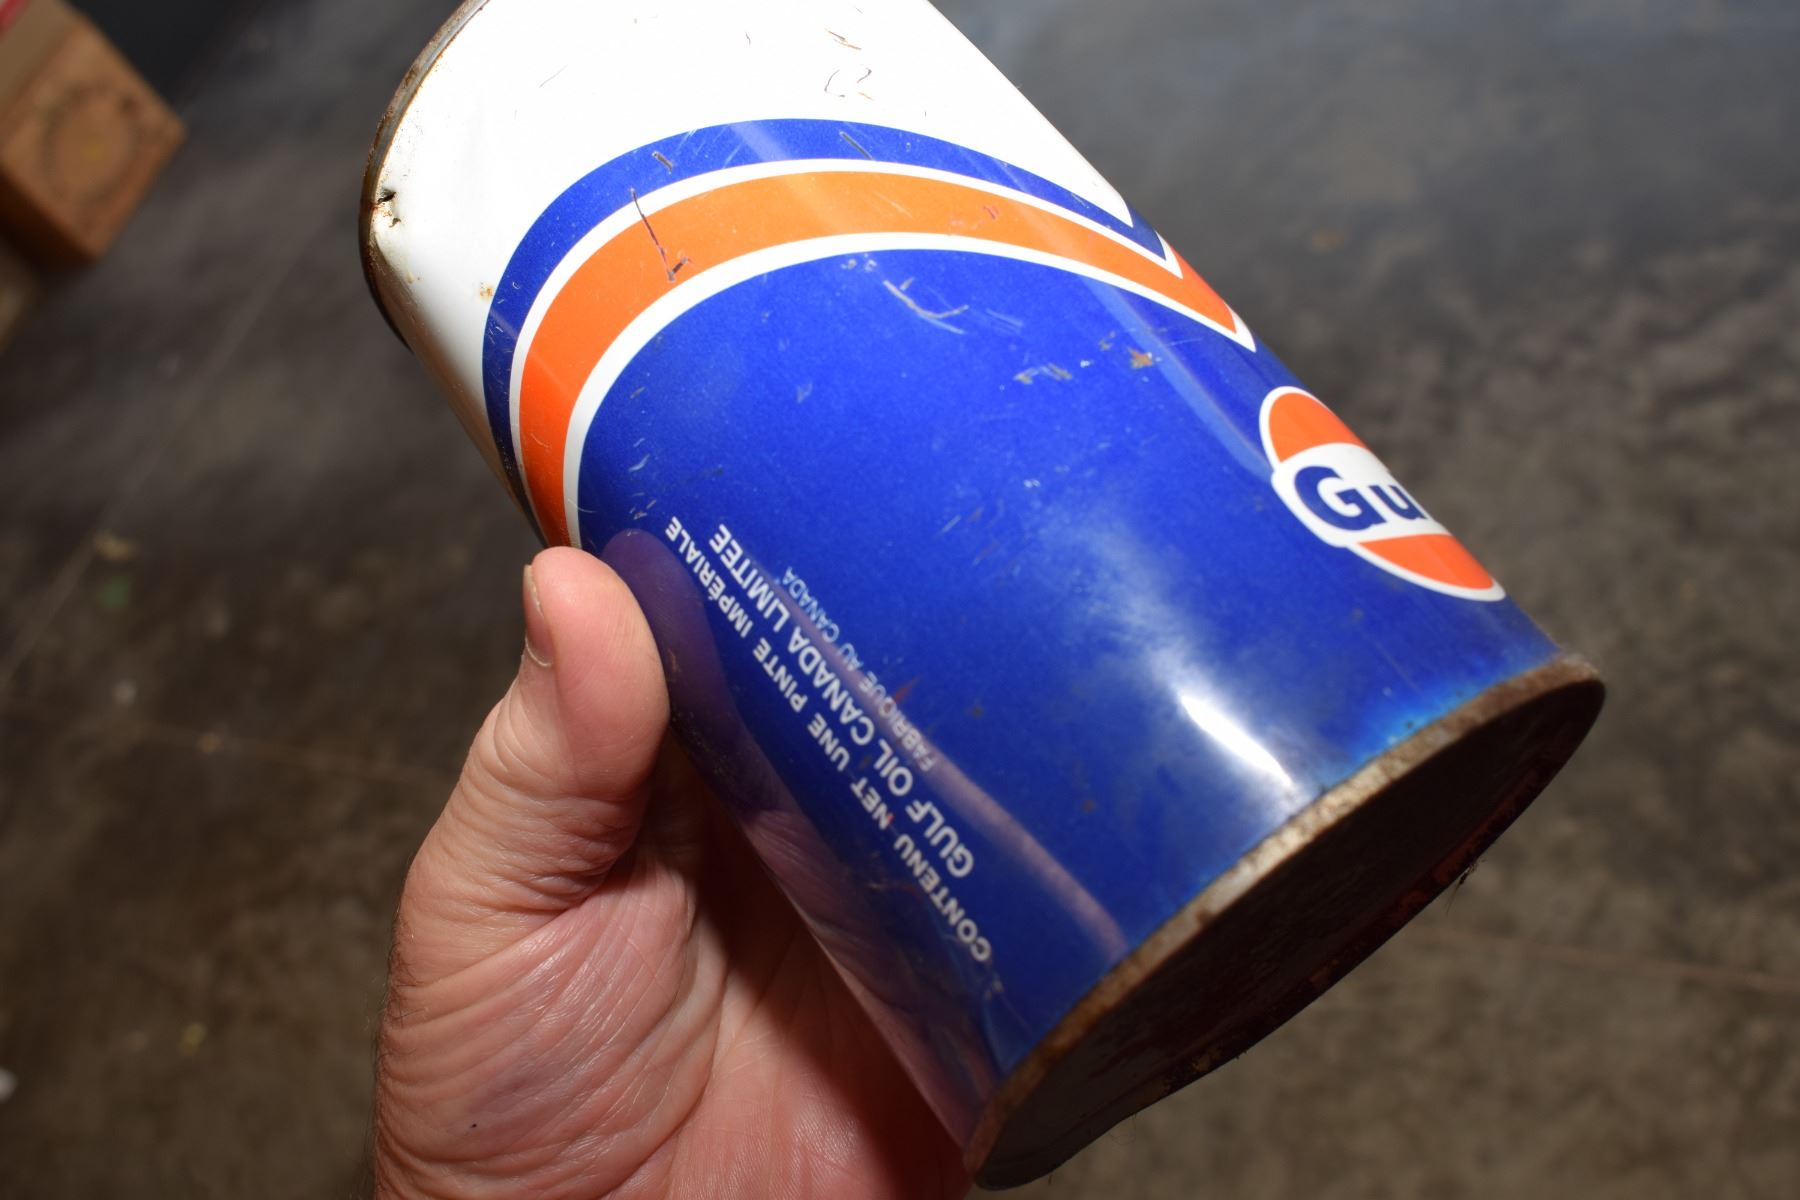 Gu
CONTENU NET UNE PINTE IMPÉRIALE
GULF OIL CANADA LIMITEE
FABRIQUÉ AU CANADA